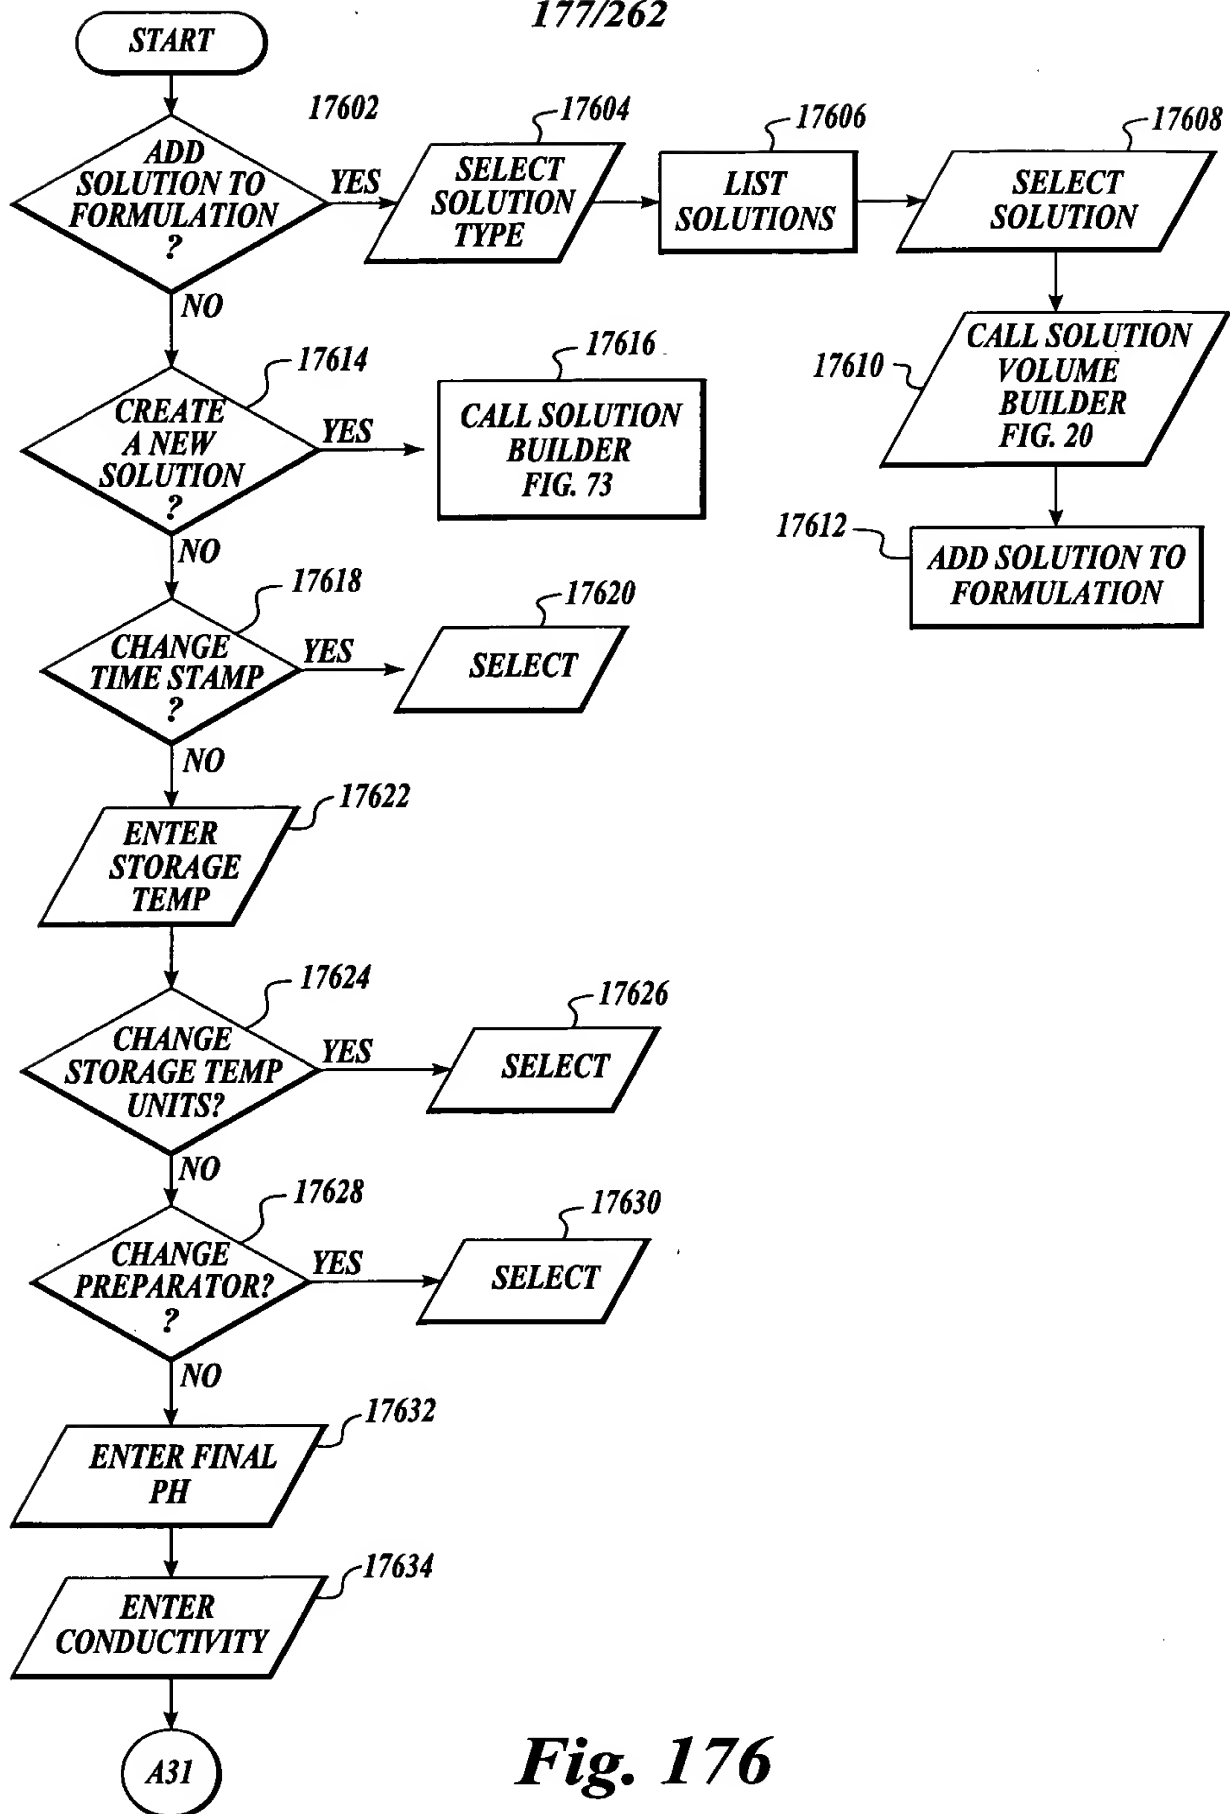 177/262
START
17602
ADD
SOLUTION TO
FORMULATION
?
YES
17604
SELECT
SOLUTION
TYPE
17606
LIST
SOLUTIONS
17608
SELECT
SOLUTION
NO
17610
CALL SOLUTION
VOLUME
BUILDER
FIG. 20
17612
ADD SOLUTION TO
FORMULATION
17614
CREATE
A NEW
SOLUTION
?
YES
17616
CALL SOLUTION
BUILDER
FIG. 73
NO
17618
CHANGE
TIME STAMP
?
YES
17620
SELECT
NO
17622
ENTER
STORAGE
TEMP
17624
CHANGE
STORAGE TEMP
UNITS?
YES
17626
SELECT
NO
17628
CHANGE
PREPARATOR?
?
YES
17630
SELECT
NO
17632
ENTER FINAL
PH
17634
ENTER
CONDUCTIVITY
A31
Fig. 176